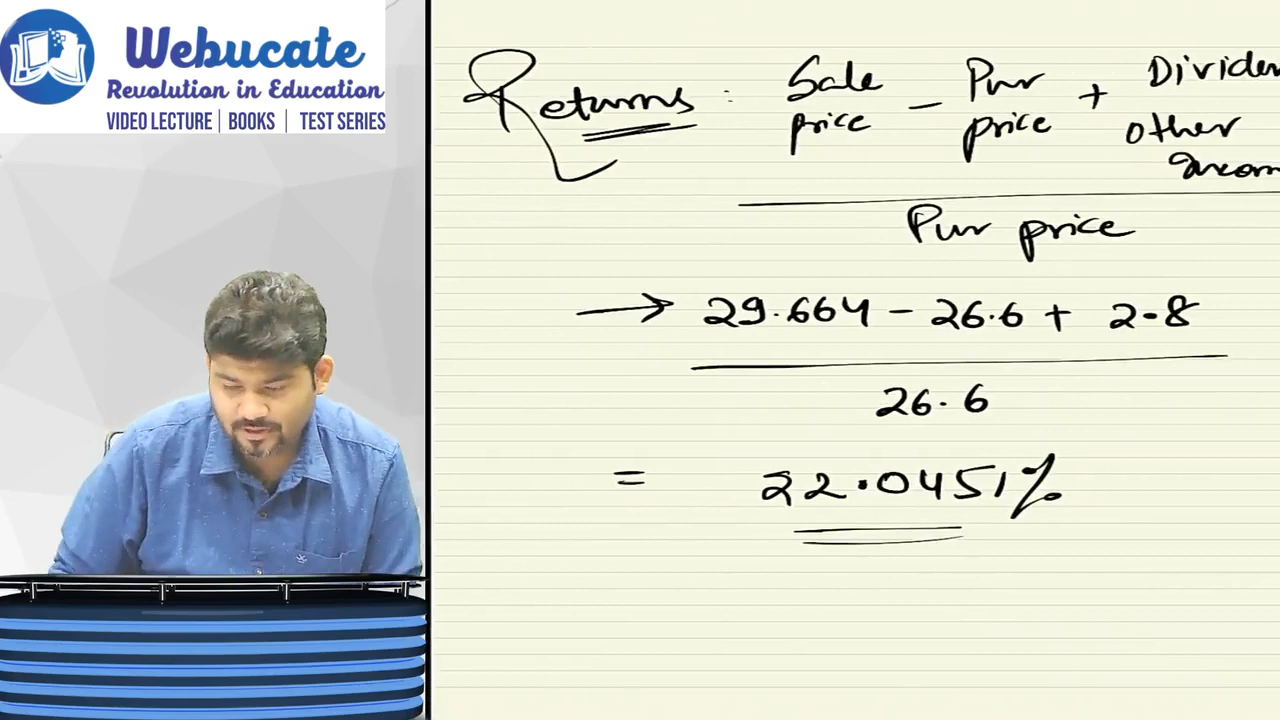 Webucate
Revolution in Education
VIDEO LECTURE | BOOKS | TEST SERIES
Returns : Sale price - Pur price + Dividen other Incom
Pur price
→ 29.664 - 26.6 + 2.8
26.6
= 22.0451%